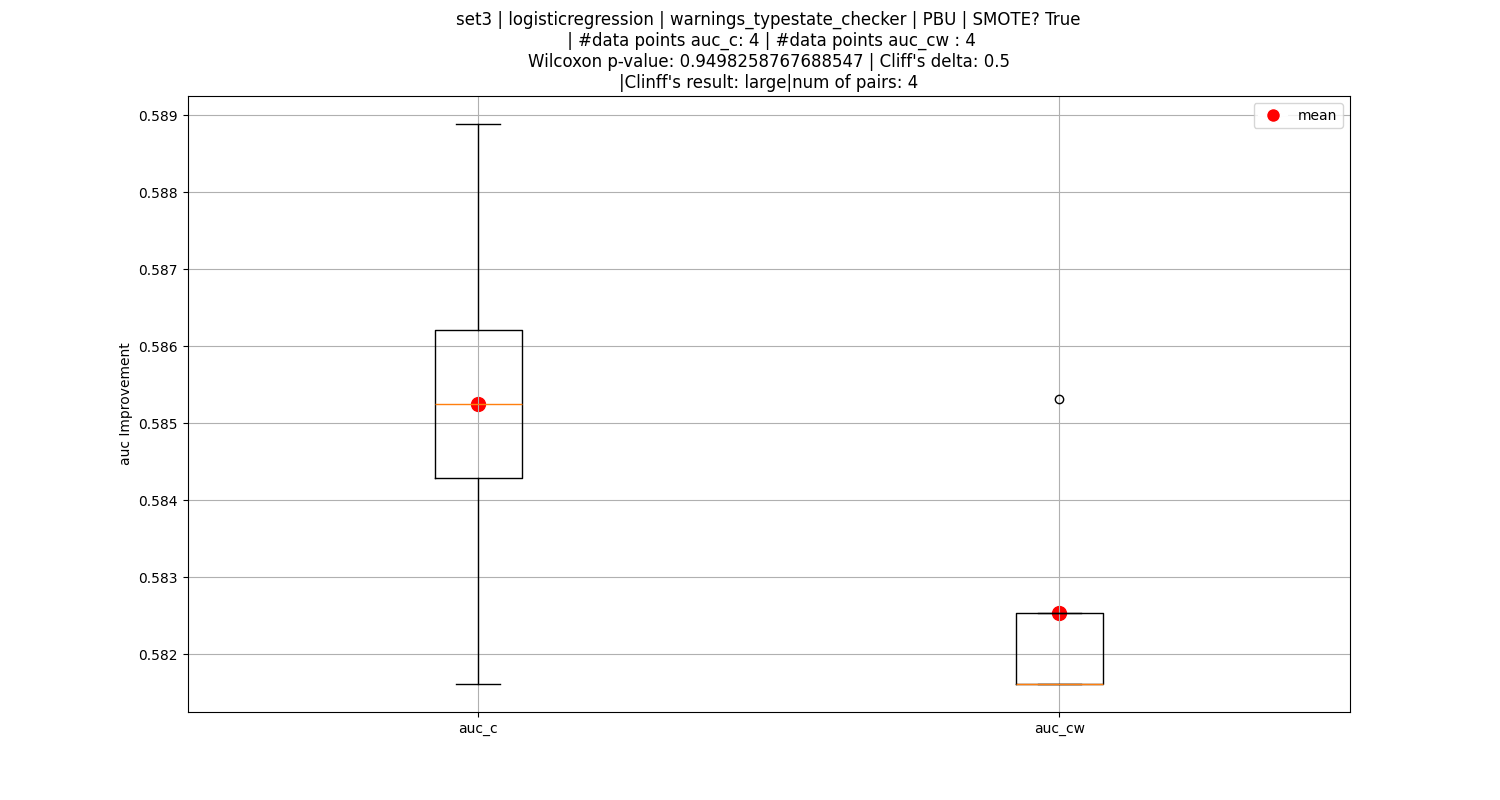 set3 | logisticregression | warnings_typestate_checker | PBU | SMOTE? True
| #data points auc_c: 4 | #data points auc_cw : 4
Wilcoxon p-value: 0.9498258767688547 | Cliff's delta: 0.5
|Clinff's result: large|num of pairs: 4
mean
auc Improvement
0.589
0.588
0.587
0.586
0.585
0.584
0.583
0.582
auc_c
auc_cw